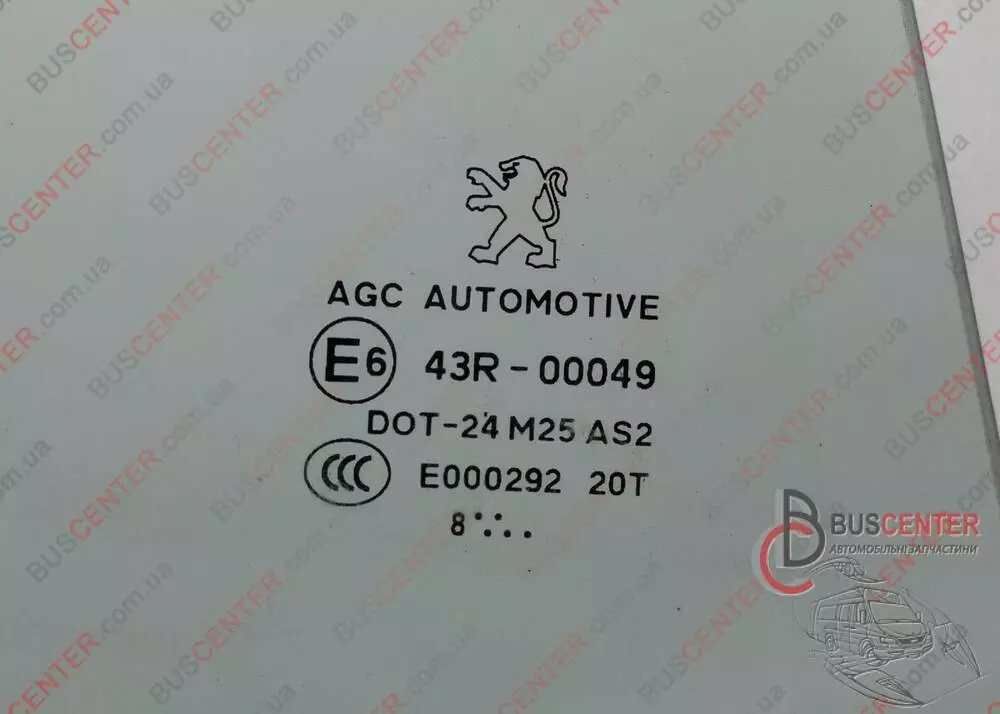 AGC AUTOMOTIVE
E6 43R-00049
DOT-24 M25 AS2
CCC E000292 20T
8
BUSCENTER
АВТОМОБІЛЬНІ ЗАПЧАСТИНИ
BUSCENTER.com.ua